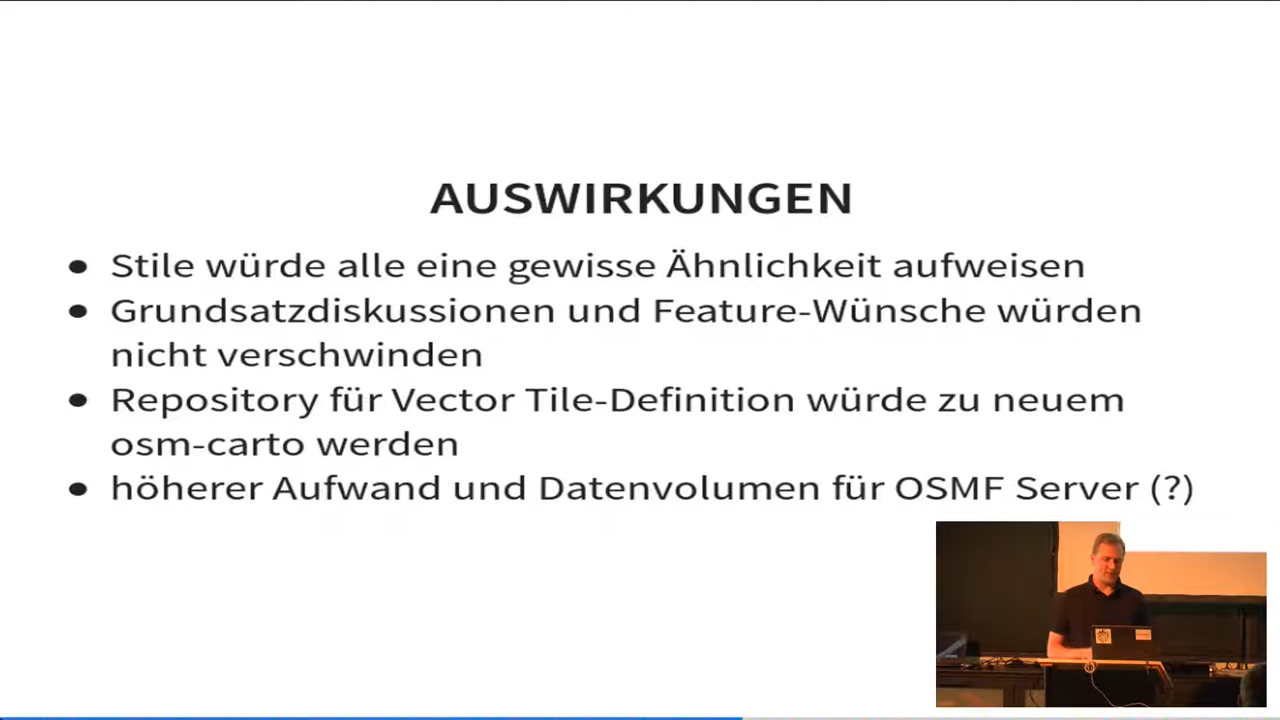 AUSWIRKUNGEN
• Stile würde alle eine gewisse Ähnlichkeit aufweisen
• Grundsatzdiskussionen und Feature-Wünsche würden
nicht verschwinden
• Repository für Vector Tile-Definition würde zu neuem
osm-carto werden
• höherer Aufwand und Datenvolumen für OSMF Server (?)